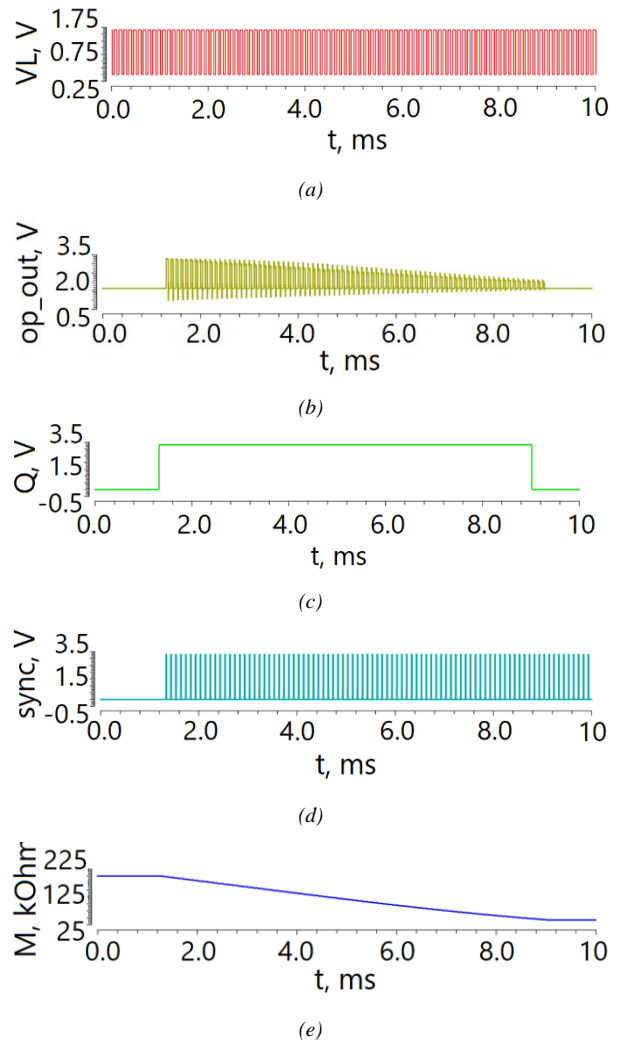 VL, V
1.75
0.75
0.25
0.0 2.0 4.0 6.0 8.0 10
t, ms
(a)
op_out, V
3.5
2.0
0.5
0.0 2.0 4.0 6.0 8.0 10
t, ms
(b)
Q, V
3.5
1.5
-0.5
0.0 2.0 4.0 6.0 8.0 10
t, ms
(c)
sync, V
3.5
1.5
-0.5
0.0 2.0 4.0 6.0 8.0 10
t, ms
(d)
M, kOhm
225
125
25
0.0 2.0 4.0 6.0 8.0 10
t, ms
(e)